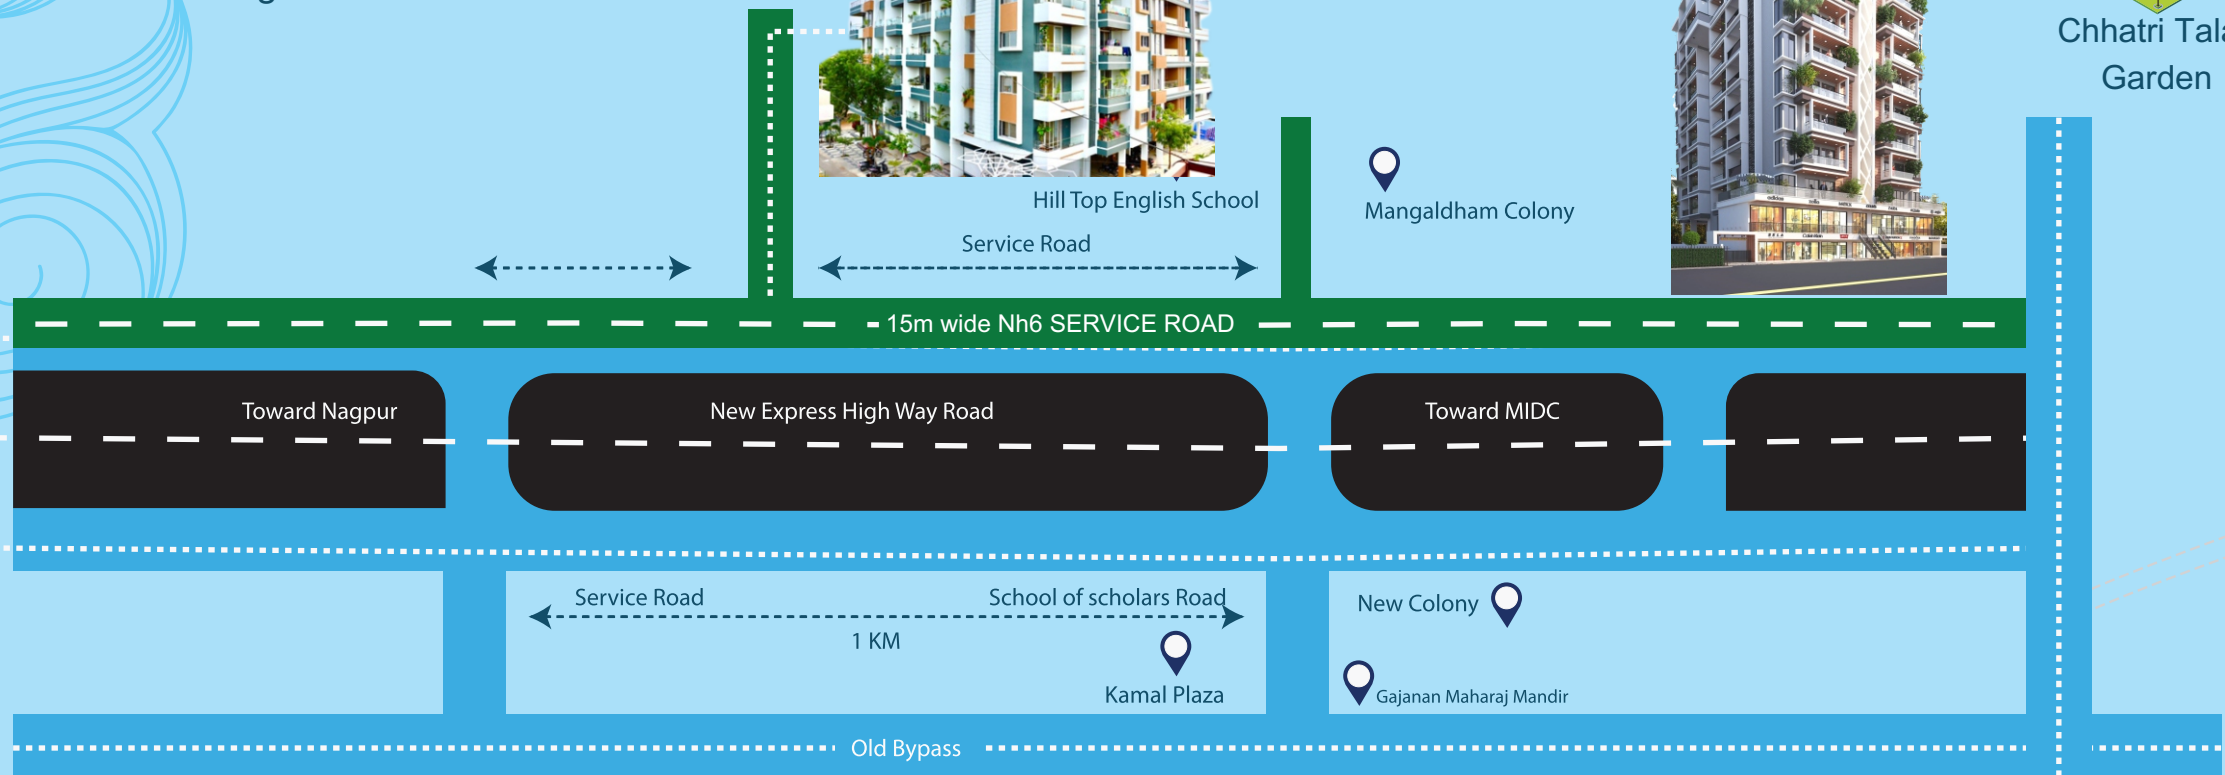 Chhatri Tala
Garden
Hill Top English School
Mangaldham Colony
Service Road
15m wide Nh6 SERVICE ROAD
Toward Nagpur
New Express High Way Road
Toward MIDC
Service Road
School of scholars Road
New Colony
1 KM
Kamal Plaza
Gajanan Maharaj Mandir
Old Bypass